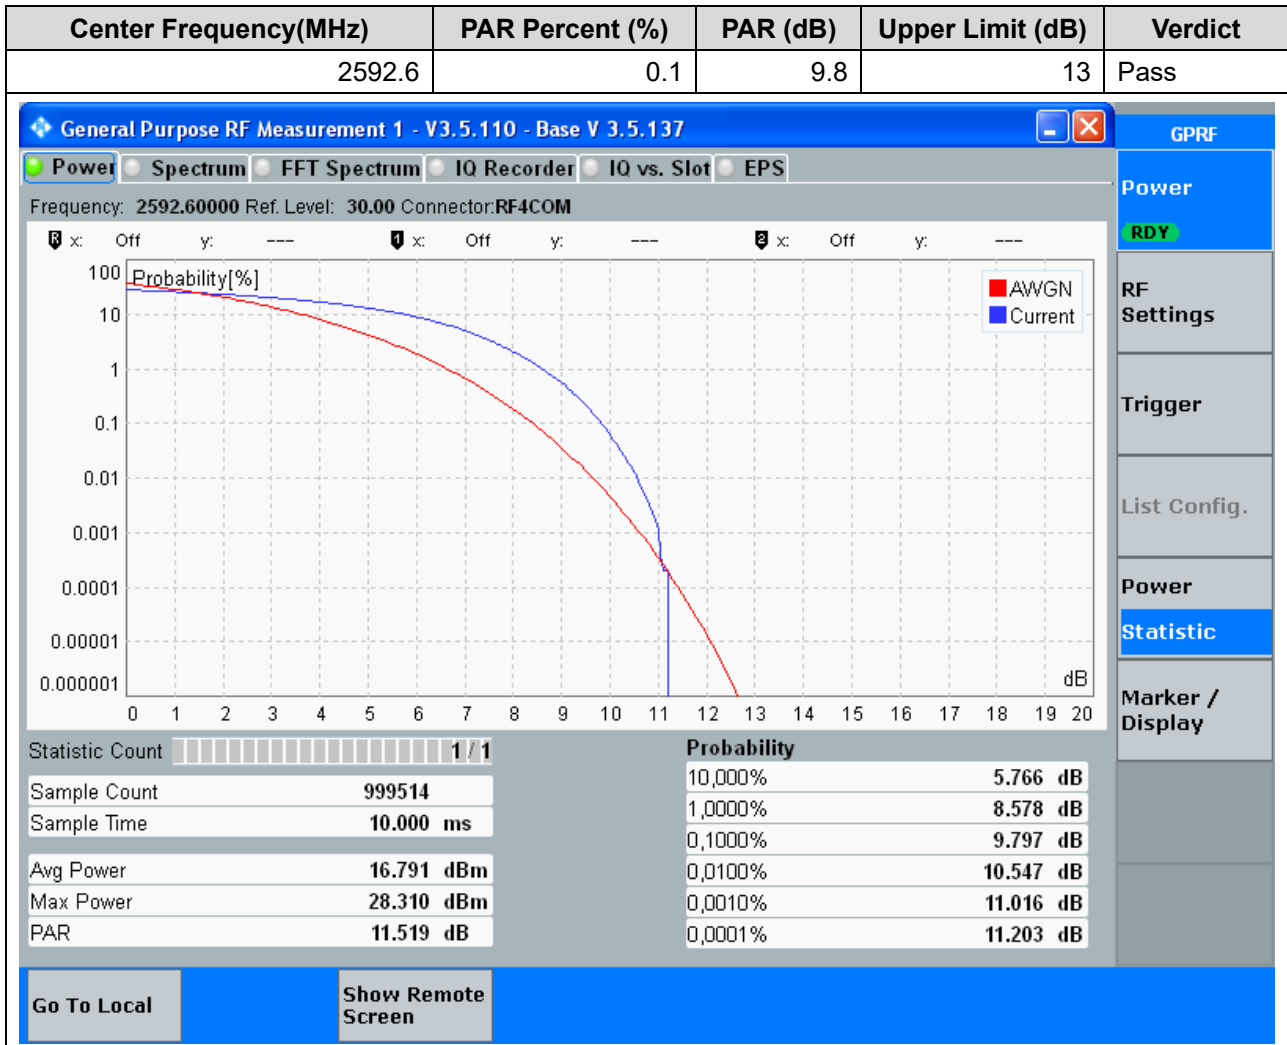 Center Frequency(MHz) PAR Percent (%) PAR (dB) Upper Limit (dB) Verdict
2592.6 0.1 9.8 13 Pass
General Purpose RF Measurement 1 - V3.5.110 - Base V 3.5.137
GPRF
Power Spectrum FFT Spectrum IQ Recorder IQ vs. Slot EPS
Power
RDY
Frequency: 2592.60000 Ref. Level: 30.00 Connector:RF4COM
R x: Off y: --- 1 x: Off y: --- 2 x: Off y: ---
Probability[%]
AWGN
Current
100
10
1
0.1
0.01
0.001
0.0001
0.00001
0.000001
dB
0 1 2 3 4 5 6 7 8 9 10 11 12 13 14 15 16 17 18 19 20
RF
Settings
Trigger
List Config.
Power
Statistic
Marker /
Display
Statistic Count 1 / 1
Sample Count 999514
Sample Time 10.000 ms
Avg Power 16.791 dBm
Max Power 28.310 dBm
PAR 11.519 dB
Probability
10,000% 5.766 dB
1,0000% 8.578 dB
0,1000% 9.797 dB
0,0100% 10.547 dB
0,0010% 11.016 dB
0,0001% 11.203 dB
Go To Local
Show Remote
Screen